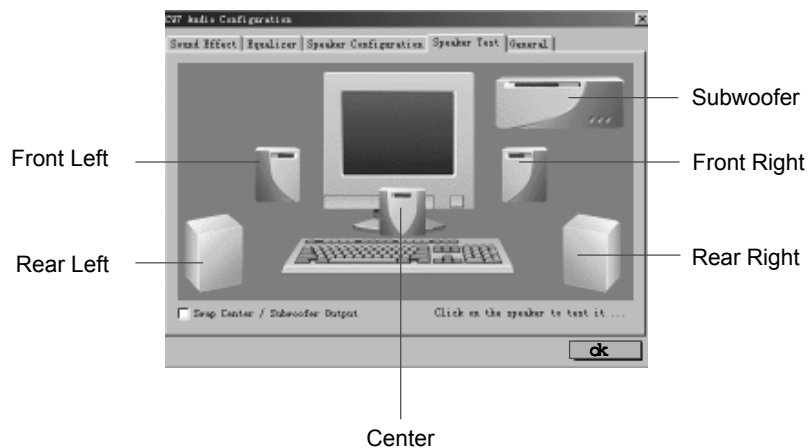 C97 Audio Configuration
Sound Effect Equalizer Speaker Configuration Speaker Test General
Subwoofer
Front Left
Front Right
Rear Left
Rear Right
Swap Center / Subwoofer Output Click on the speaker to test it ...
ok
Center